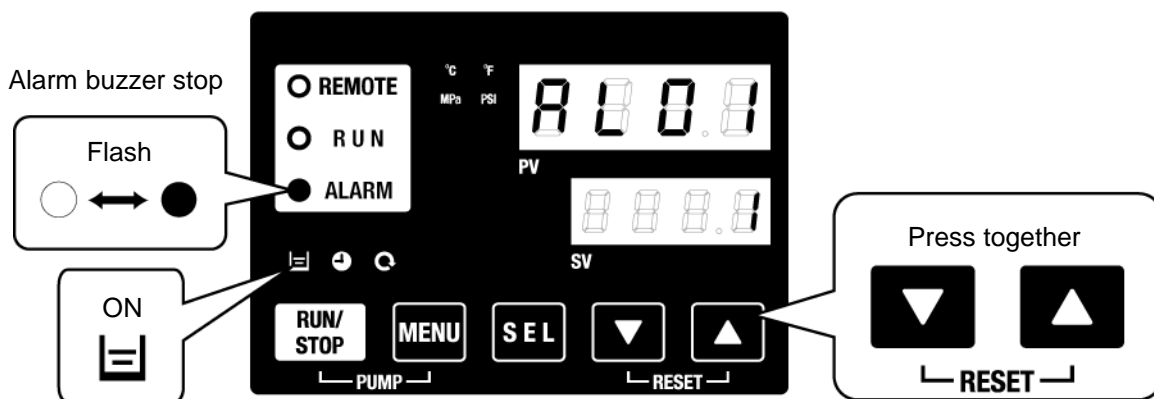 Alarm buzzer stop
Flash
ON
REMOTE
RUN
ALARM
°C °F
MPa PSI
AL01
PV
1
SV
RUN/
STOP
MENU
SEL
PUMP
RESET
Press together
RESET